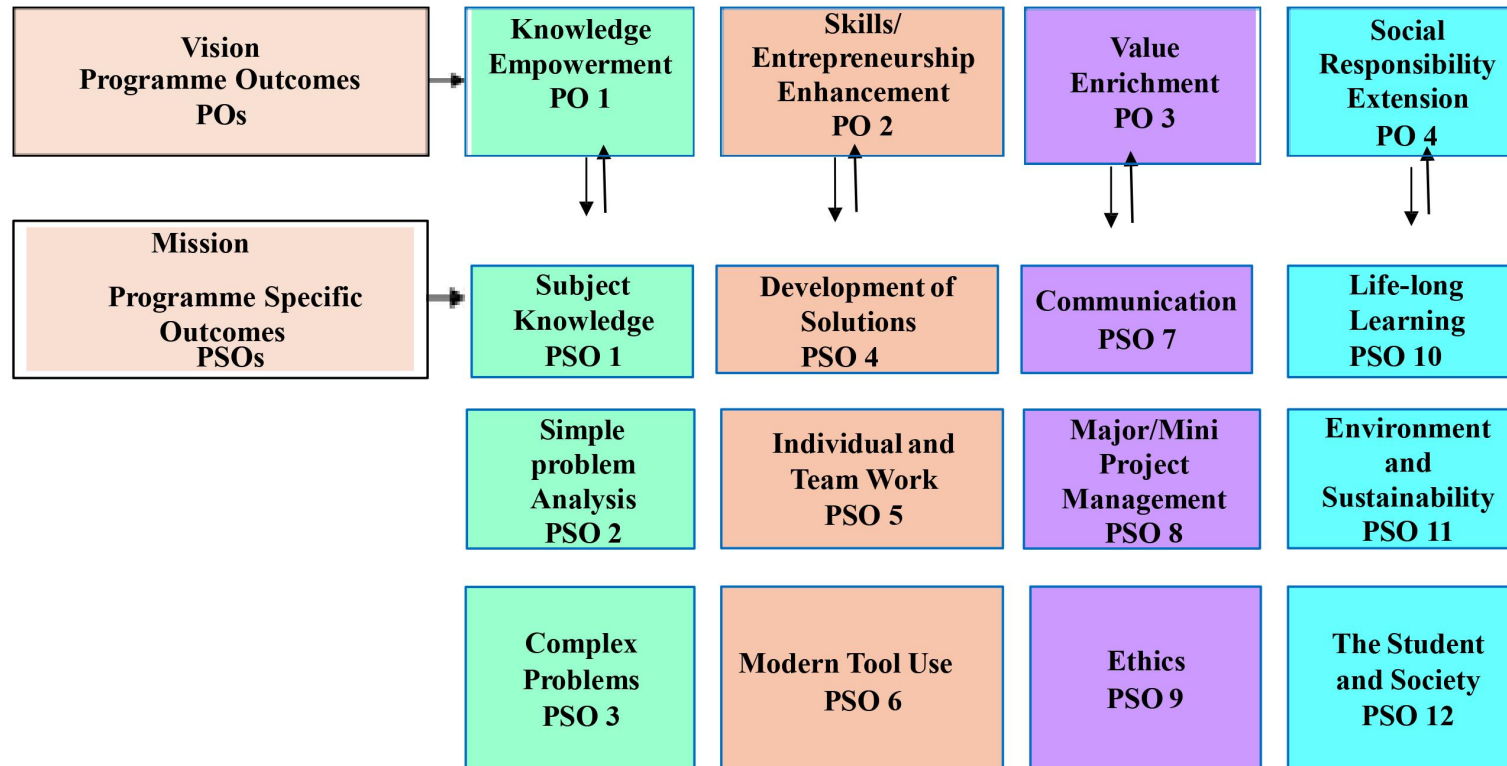 Vision
Programme Outcomes
POs
Knowledge
Empowerment
PO 1
Skills/
Entrepreneurship
Enhancement
PO 2
Value
Enrichment
PO 3
Social
Responsibility
Extension
PO 4
Mission
Programme Specific
Outcomes
PSOs
Subject
Knowledge
PSO 1
Development of
Solutions
PSO 4
Communication
PSO 7
Life-long
Learning
PSO 10
Simple
problem
Analysis
PSO 2
Individual and
Team Work
PSO 5
Major/Mini
Project
Management
PSO 8
Environment
and
Sustainability
PSO 11
Complex
Problems
PSO 3
Modern Tool Use
PSO 6
Ethics
PSO 9
The Student
and Society
PSO 12